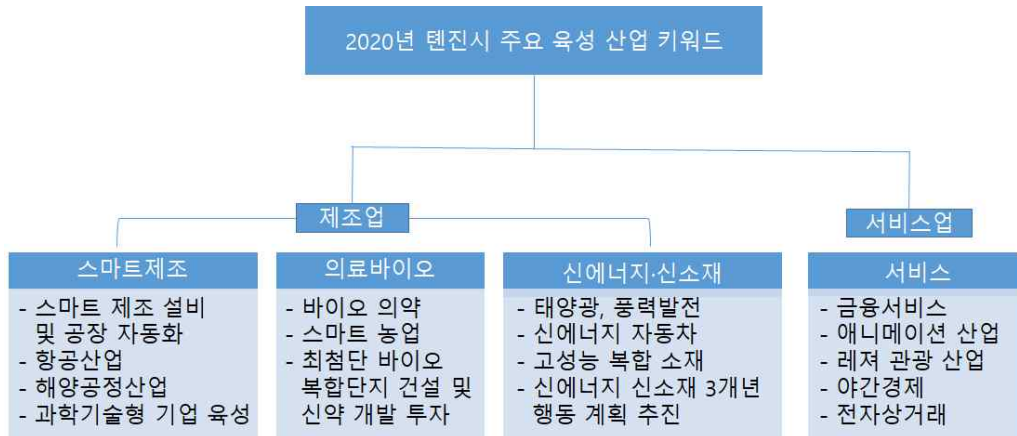 2020년 톈진시 주요 육성 산업 키워드
제조업
서비스업
스마트제조
- 스마트 제조 설비
및 공장 자동화
- 항공산업
- 해양공정산업
- 과학기술형 기업 육성
의료바이오
- 바이오 의약
- 스마트 농업
- 최첨단 바이오
복합단지 건설 및
신약 개발 투자
신에너지·신소재
- 태양광, 풍력발전
- 신에너지 자동차
- 고성능 복합 소재
- 신에너지 신소재 3개년
행동 계획 추진
서비스
- 금융서비스
- 애니메이션 산업
- 레져 관광 산업
- 야간경제
- 전자상거래